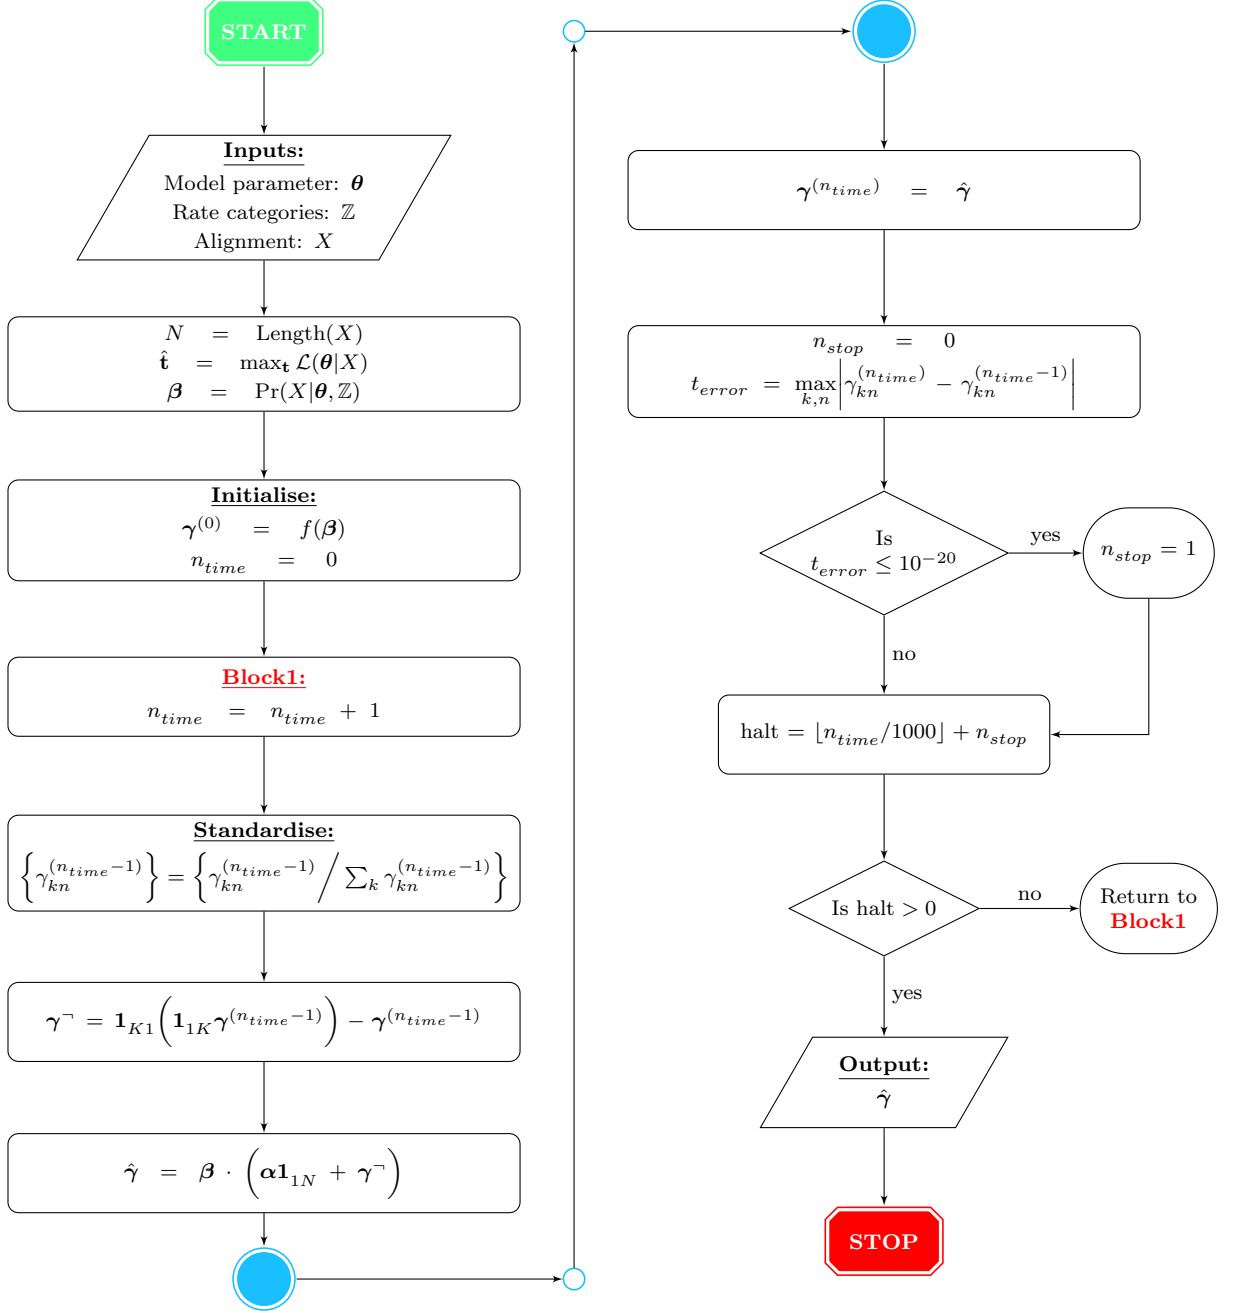 START
Inputs:
Model parameter: θ
Rate categories: ℤ
Alignment: X
N = Length(X)
t̂ = max_t ℒ(θ|X)
β = Pr(X|θ, ℤ)
Initialise:
γ^(0) = f(β)
n_time = 0
Block1:
n_time = n_time + 1
Standardise:
{γ_kn^(n_time−1)} = {γ_kn^(n_time−1) / ∑_k γ_kn^(n_time−1)}
γ^¬ = 1_K1 (1_1K γ^(n_time−1)) − γ^(n_time−1)
γ̂ = β · (α1_1N + γ^¬)
γ^(n_time) = γ̂
n_stop = 0
t_error = max_k,n |γ_kn^(n_time) − γ_kn^(n_time−1)|
Is
t_error ≤ 10^−20
yes
n_stop = 1
no
halt = ⌊n_time/1000⌋ + n_stop
Is halt > 0
no
Return to
Block1
yes
Output:
γ̂
STOP